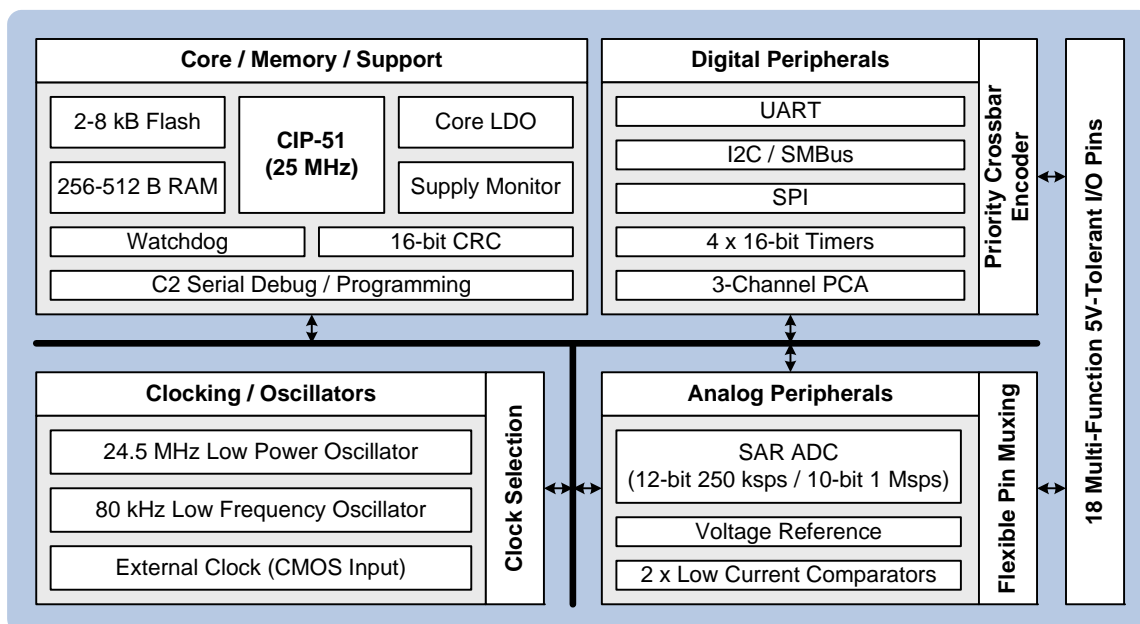 Core / Memory / Support
2-8 kB Flash
CIP-51
(25 MHz)
Core LDO
256-512 B RAM
Supply Monitor
Watchdog
16-bit CRC
C2 Serial Debug / Programming
Digital Peripherals
UART
I2C / SMBus
SPI
4 x 16-bit Timers
3-Channel PCA
Priority Crossbar
Encoder
Clocking / Oscillators
24.5 MHz Low Power Oscillator
80 kHz Low Frequency Oscillator
External Clock (CMOS Input)
Clock Selection
Analog Peripherals
SAR ADC
(12-bit 250 ksps / 10-bit 1 Msps)
Voltage Reference
2 x Low Current Comparators
Flexible Pin Muxing
18 Multi-Function 5V-Tolerant I/O Pins